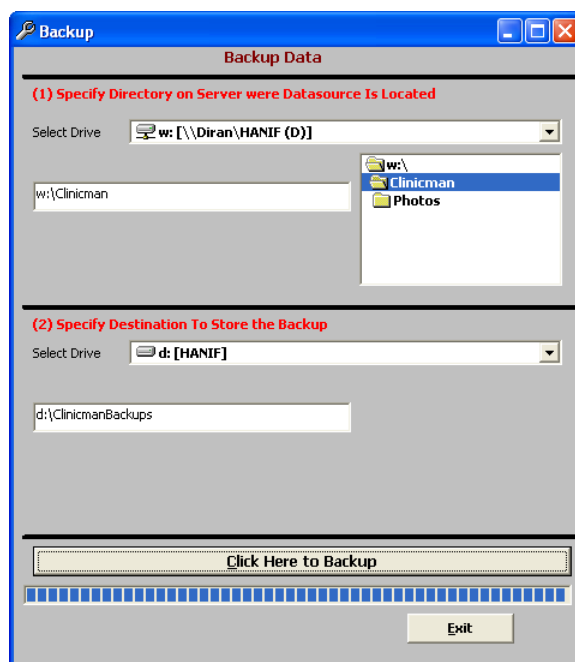 Backup
Backup Data
(1) Specify Directory on Server were Datasource Is Located
Select Drive
w: [\\Diran\HANIF (D)]
w:\
w:\Clinicman
Clinicman
Photos
(2) Specify Destination To Store the Backup
Select Drive
d: [HANIF]
d:\ClinicmanBackups
Click Here to Backup
Exit